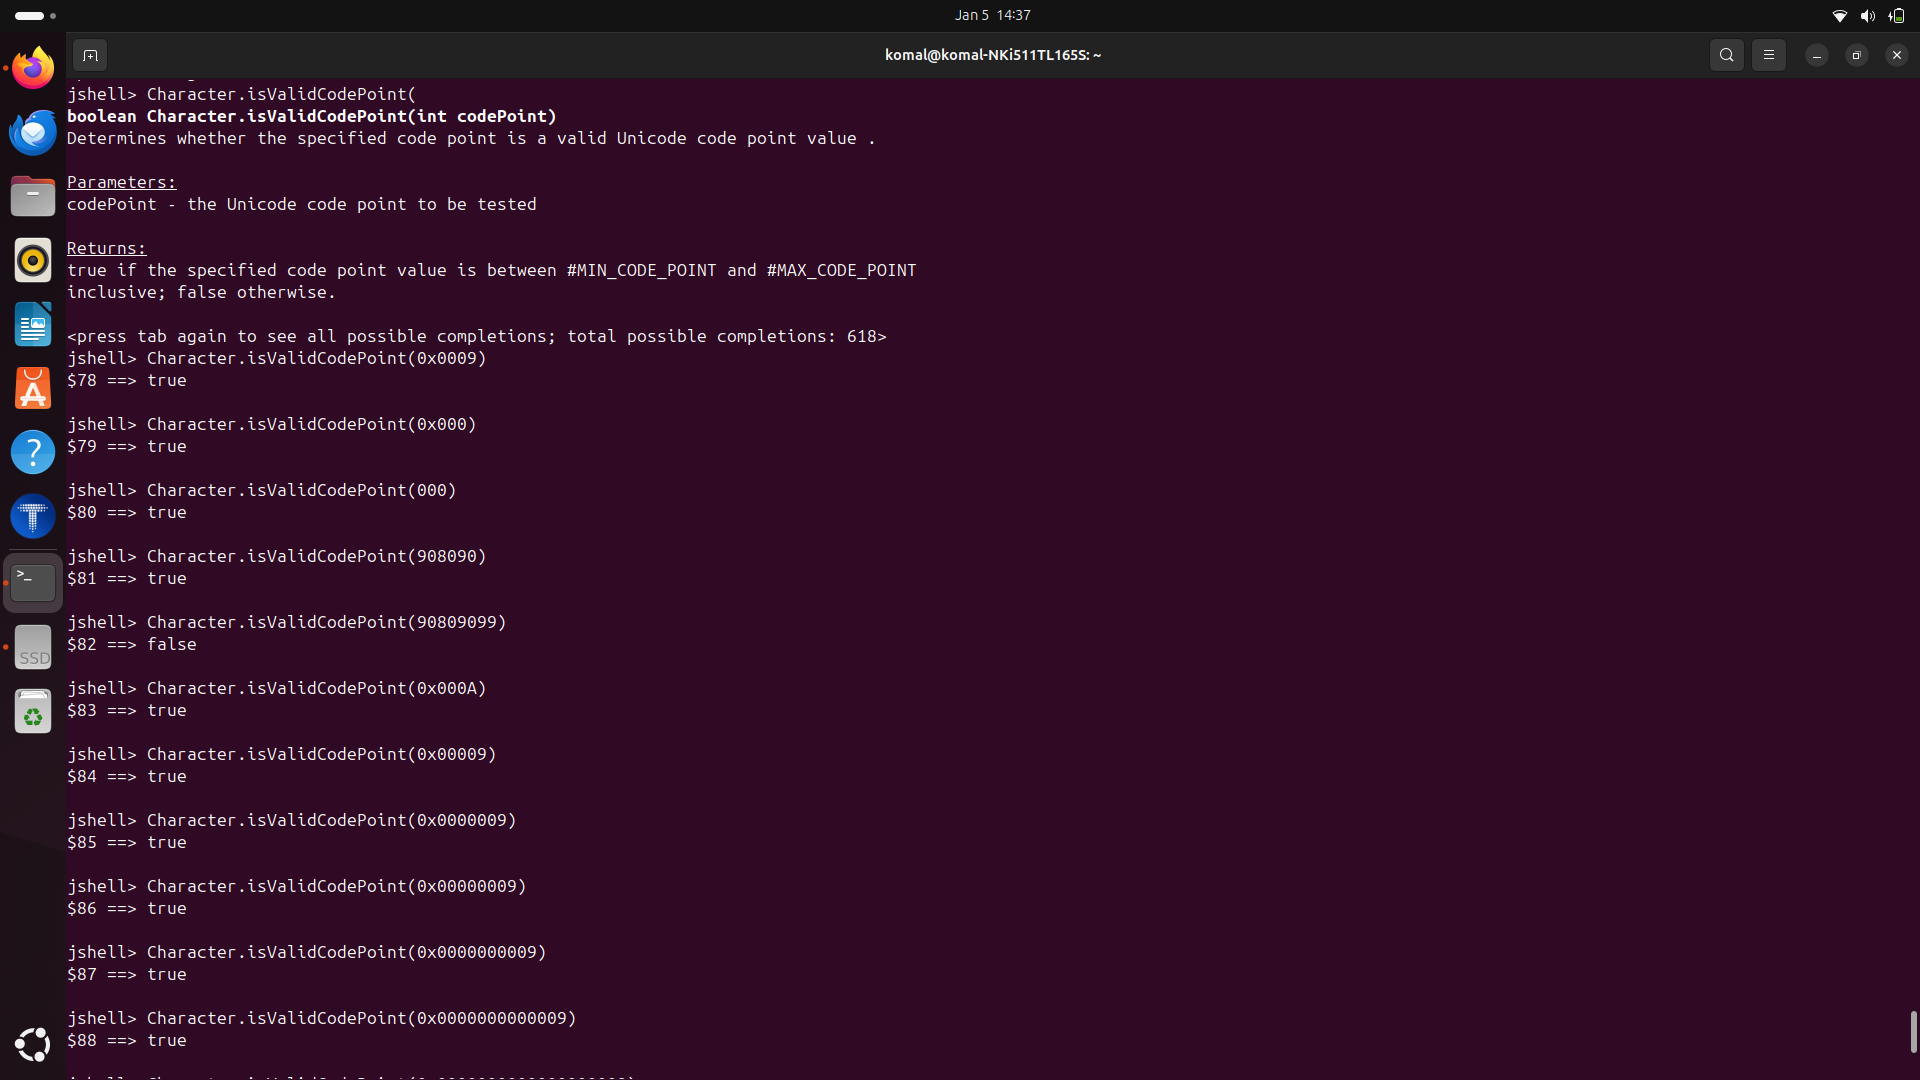 Jan 5 14:37
komal@komal-NKi511TL165S: ~
jshell> Character.isValidCodePoint(
boolean Character.isValidCodePoint(int codePoint)
Determines whether the specified code point is a valid Unicode code point value .
Parameters:
codePoint - the Unicode code point to be tested
Returns:
true if the specified code point value is between #MIN_CODE_POINT and #MAX_CODE_POINT
inclusive; false otherwise.
<press tab again to see all possible completions; total possible completions: 618>
jshell> Character.isValidCodePoint(0x0009)
$78 ==> true
jshell> Character.isValidCodePoint(0x000)
$79 ==> true
jshell> Character.isValidCodePoint(000)
$80 ==> true
jshell> Character.isValidCodePoint(908090)
$81 ==> true
jshell> Character.isValidCodePoint(90809099)
$82 ==> false
jshell> Character.isValidCodePoint(0x000A)
$83 ==> true
jshell> Character.isValidCodePoint(0x00009)
$84 ==> true
jshell> Character.isValidCodePoint(0x0000009)
$85 ==> true
jshell> Character.isValidCodePoint(0x00000009)
$86 ==> true
jshell> Character.isValidCodePoint(0x0000000009)
$87 ==> true
jshell> Character.isValidCodePoint(0x0000000000009)
$88 ==> true
SSD